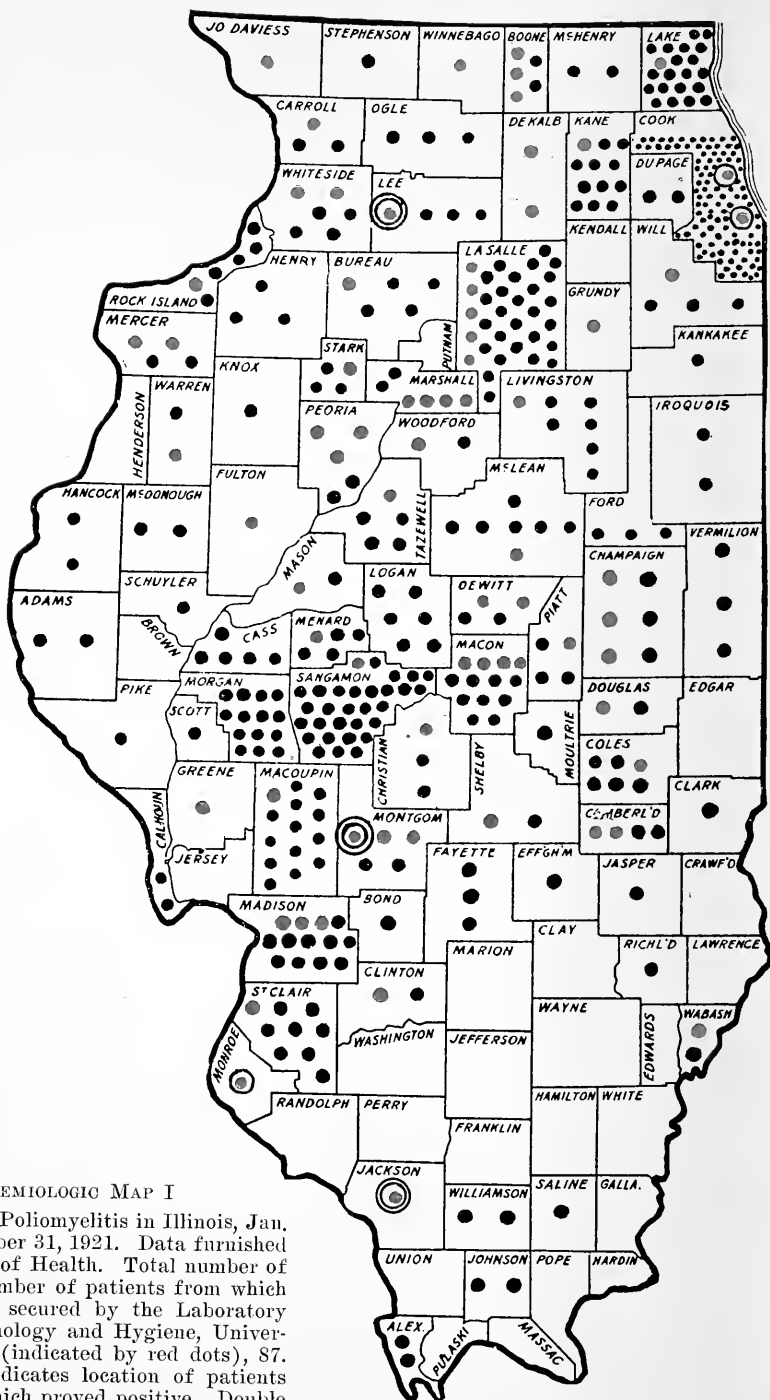 JO DAVIESS STEPHENSON WINNEBAGO BOONE McHENRY LAKE
CARROLL OGLE DEKALB KANE COOK
DUPAGE
WHITESIDE LEE
KENDALL WILL
HENRY BUREAU LASALLE
ROCK ISLAND GRUNDY
MERCER PUTNAM
KANKAKEE
STARK
KNOX MARSHALL LIVINGSTON
WARREN PEORIA IROQUOIS
HENDERSON WOODFORD
FULTON McLEAN
HANCOCK McDONOUGH TAZEWELL FORD
VERMILION
MASON CHAMPAIGN
SCHUYLER LOGAN DEWITT
ADAMS PIATT
BROWN CASS MENARD MACON
PIKE MORGAN SANGAMON DOUGLAS EDGAR
SCOTT MOULTRIE
CHRISTIAN SHELBY COLES
GREENE MACOUPIN CLARK
CALHOUN MONTGOM CUMBERL'D
JERSEY FAYETTE EFF'GH'M JASPER CRAWF'D
MADISON BOND
CLAY
MARION RICHL'D LAWRENCE
CLINTON
ST CLAIR
WAYNE WABASH
MONROE WASHINGTON JEFFERSON EDWARDS
RANDOLPH PERRY HAMILTON WHITE
FRANKLIN
JACKSON WILLIAMSON SALINE GALLA.
UNION JOHNSON POPE HARDIN
ALEX. PULASKI MASSAC
EMIOLOGIC MAP I
Poliomyelitis in Illinois, Jan.
ber 31, 1921. Data furnished
of Health. Total number of
mber of patients from which
secured by the Laboratory
ology and Hygiene, Univer-
(indicated by red dots), 87.
dicates location of patients
hich proved positive. Double